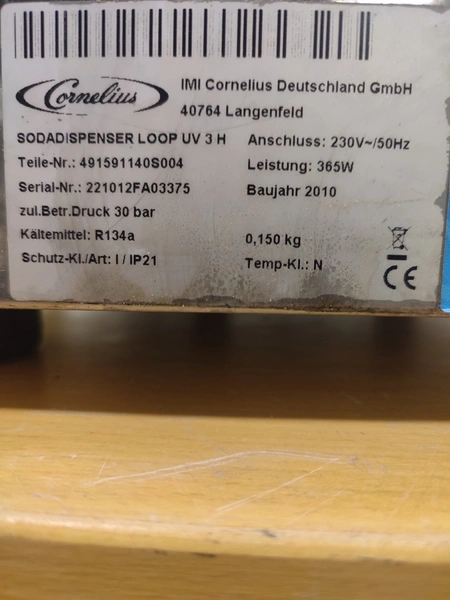 Cornelius
IMI Cornelius Deutschland GmbH
40764 Langenfeld
SODADISPENSER LOOP UV 3 H Anschluss: 230V~/50Hz
Teile-Nr.: 491591140S004 Leistung: 365W
Serial-Nr.: 221012FA03375 Baujahr 2010
zul.Betr.Druck 30 bar
Kältemittel: R134a 0,150 kg
Schutz-Kl./Art: I / IP21 Temp-Kl.: N
CE